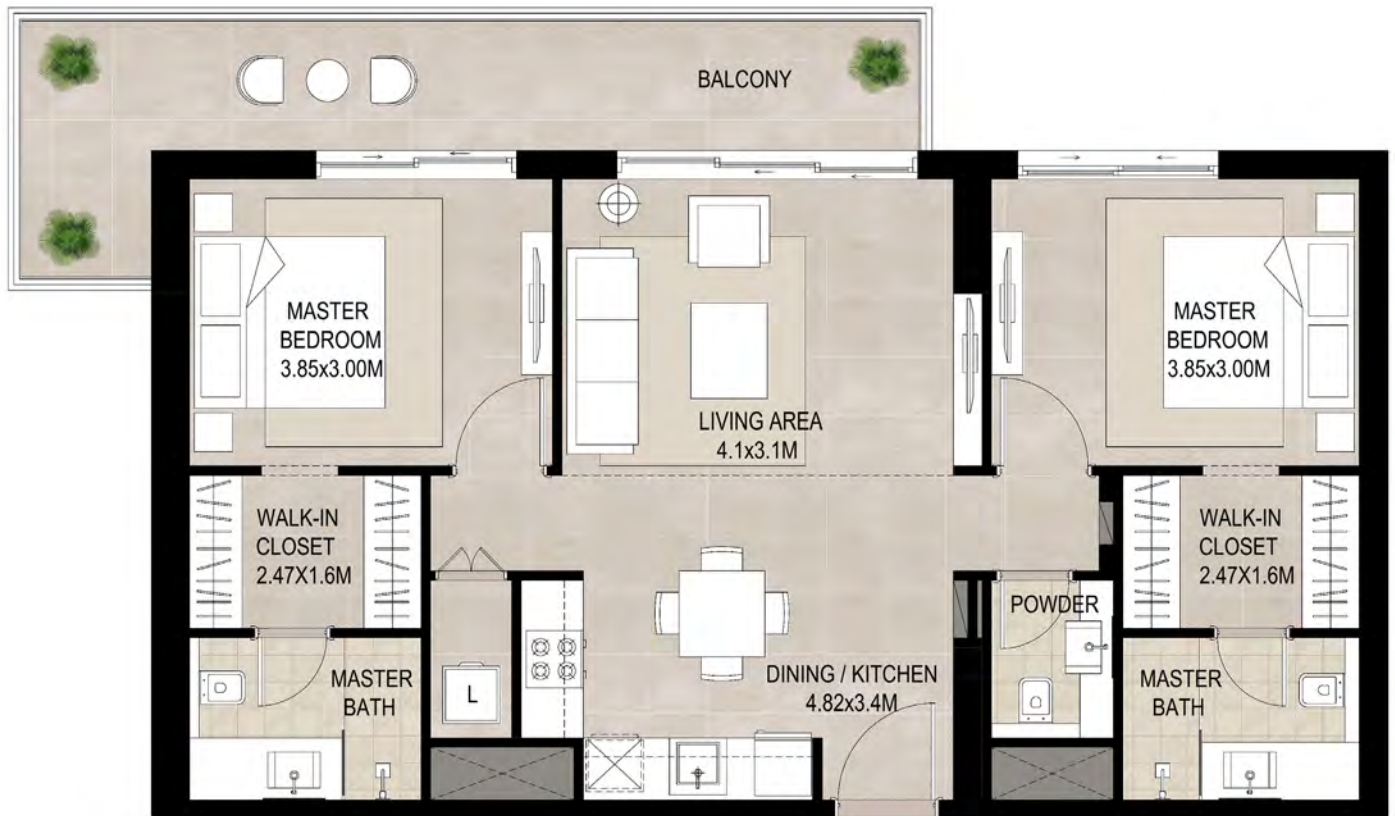 BALCONY
MASTER
BEDROOM
3.85x3.00M
LIVING AREA
4.1x3.1M
MASTER
BEDROOM
3.85x3.00M
WALK-IN
CLOSET
2.47X1.6M
WALK-IN
CLOSET
2.47X1.6M
POWDER
MASTER
BATH
L
DINING / KITCHEN
4.82x3.4M
MASTER
BATH